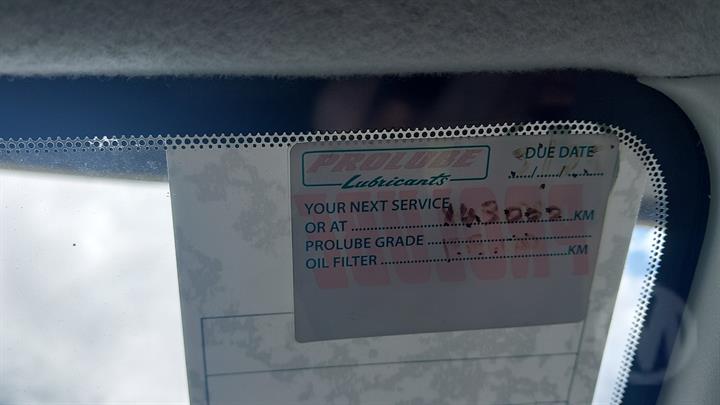 PROLUBE DUE DATE
Lubricants
YOUR NEXT SERVICE
OR AT KM
PROLUBE GRADE
OIL FILTER KM